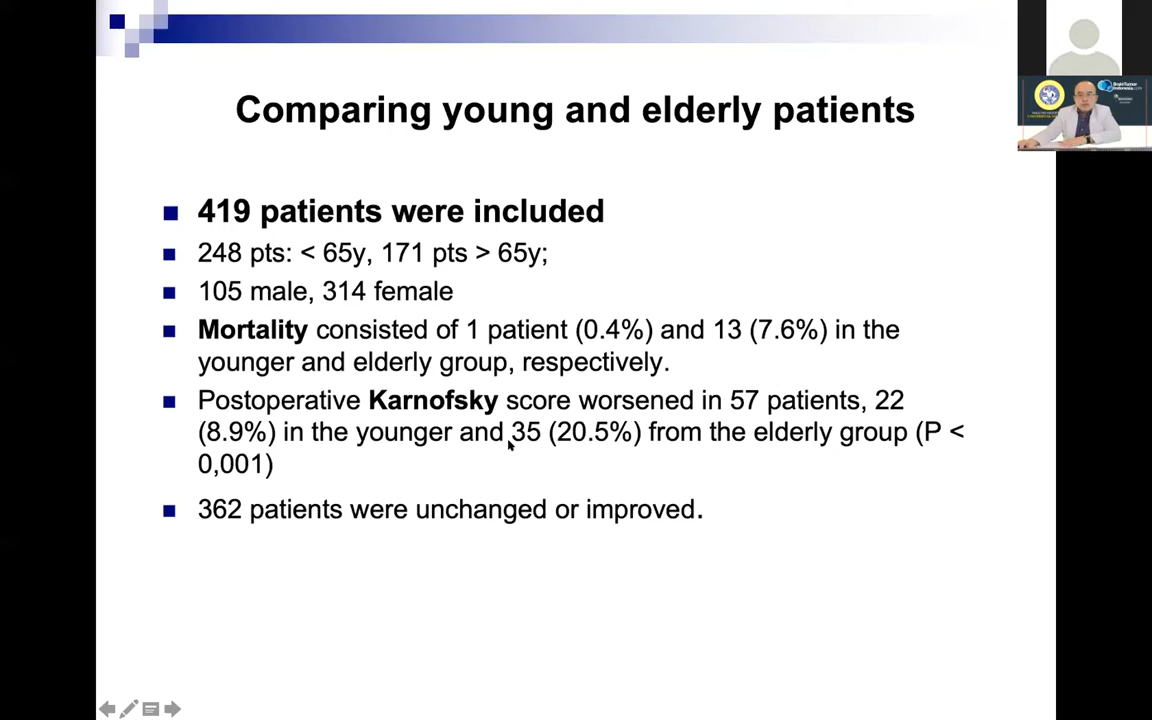 Comparing young and elderly patients
419 patients were included
248 pts: < 65y, 171 pts > 65y;
105 male, 314 female
Mortality consisted of 1 patient (0.4%) and 13 (7.6%) in the
younger and elderly group, respectively.
Postoperative Karnofsky score worsened in 57 patients, 22
(8.9%) in the younger and 35 (20.5%) from the elderly group (P <
0,001)
362 patients were unchanged or improved.